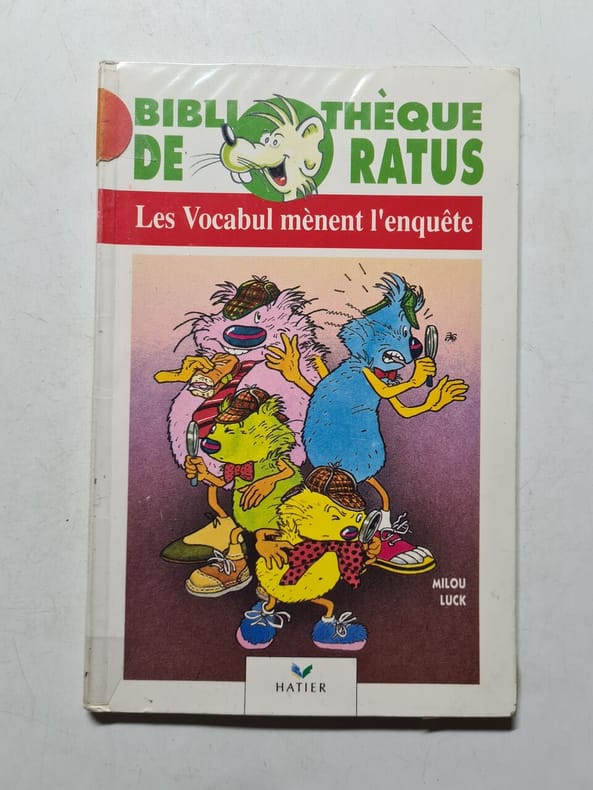 BIBLIOTHÈQUE
DE RATUS
Les Vocabul mènent l'enquête
MILOU
LUCK
HATIER